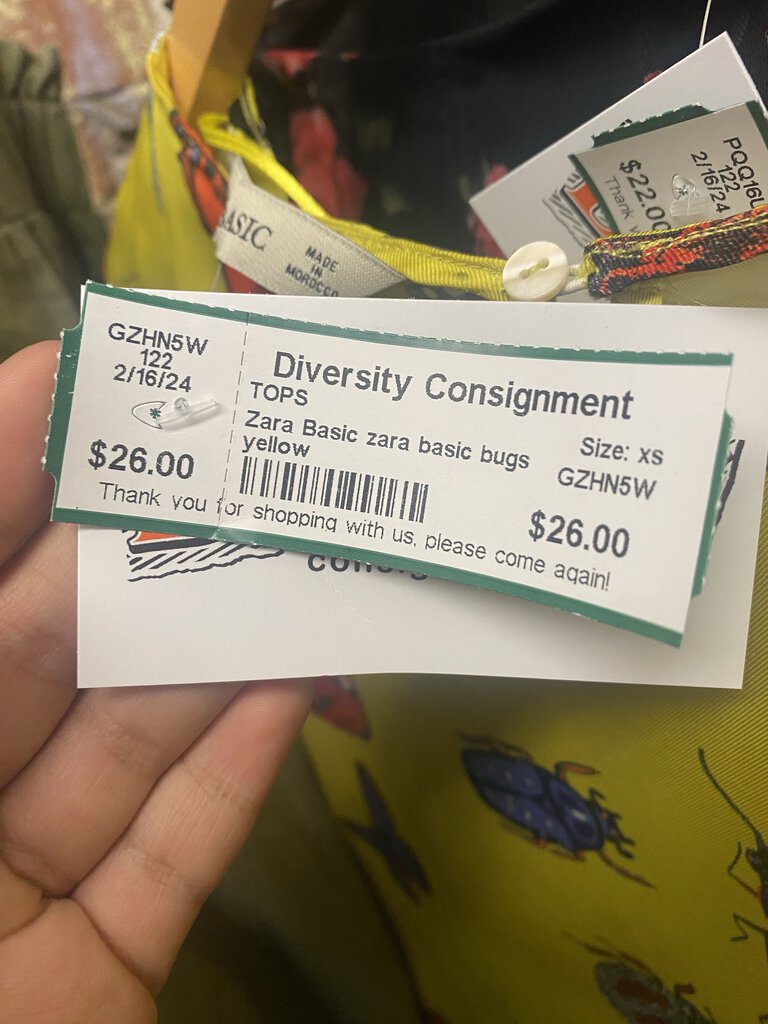 PQQ16U
122
2/16/24
$22.00
Thank
BASIC
MADE
IN
MOROCCO
GZHN5W
122
2/16/24
$26.00
Diversity Consignment
TOPS
Zara Basic zara basic bugs
yellow
Size: xs
GZHN5W
$26.00
Thank you for shopping with us, please come again!